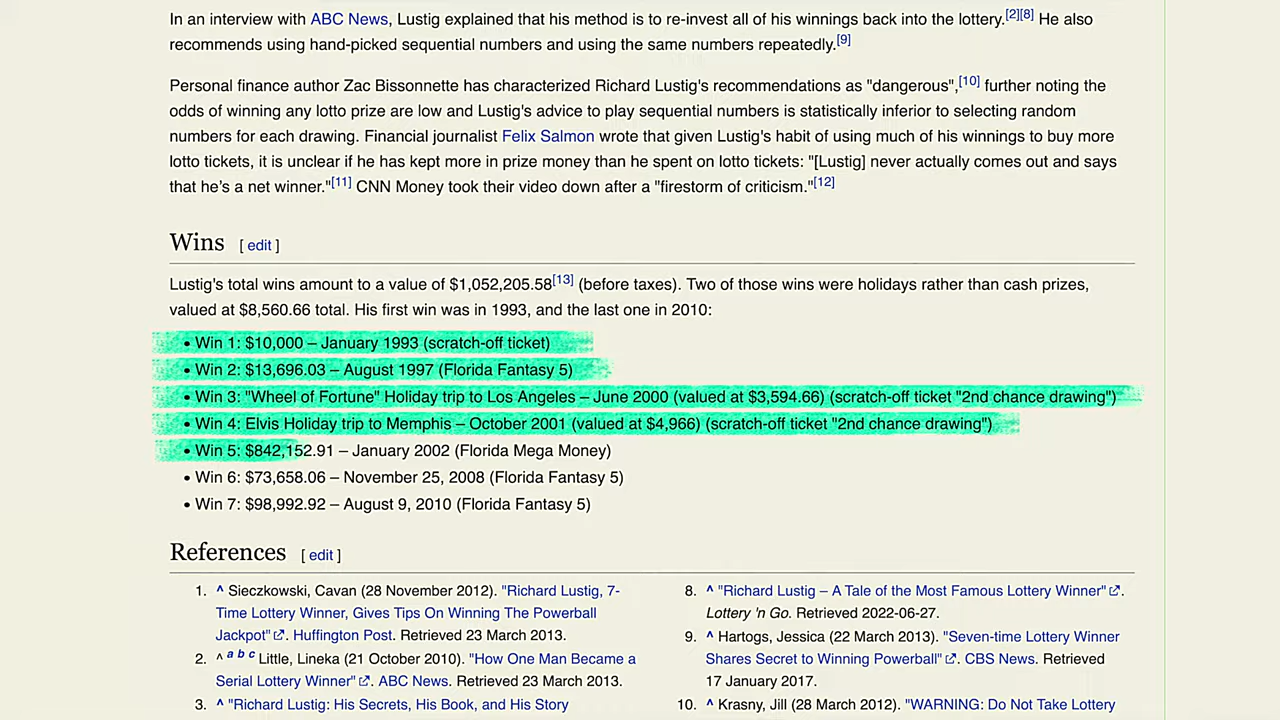 In an interview with ABC News, Lustig explained that his method is to re-invest all of his winnings back into the lottery.[2][8] He also
recommends using hand-picked sequential numbers and using the same numbers repeatedly.[9]
Personal finance author Zac Bissonnette has characterized Richard Lustig's recommendations as "dangerous",[10] further noting the
odds of winning any lotto prize are low and Lustig's advice to play sequential numbers is statistically inferior to selecting random
numbers for each drawing. Financial journalist Felix Salmon wrote that given Lustig's habit of using much of his winnings to buy more
lotto tickets, it is unclear if he has kept more in prize money than he spent on lotto tickets: "[Lustig] never actually comes out and says
that he's a net winner."[11] CNN Money took their video down after a "firestorm of criticism."[12]
Wins [ edit ]
Lustig's total wins amount to a value of $1,052,205.58[13] (before taxes). Two of those wins were holidays rather than cash prizes,
valued at $8,560.66 total. His first win was in 1993, and the last one in 2010:
• Win 1: $10,000 – January 1993 (scratch-off ticket)
• Win 2: $13,696.03 – August 1997 (Florida Fantasy 5)
• Win 3: "Wheel of Fortune" Holiday trip to Los Angeles – June 2000 (valued at $3,594.66) (scratch-off ticket "2nd chance drawing")
• Win 4: Elvis Holiday trip to Memphis – October 2001 (valued at $4,966) (scratch-off ticket "2nd chance drawing")
• Win 5: $842,152.91 – January 2002 (Florida Mega Money)
• Win 6: $73,658.06 – November 25, 2008 (Florida Fantasy 5)
• Win 7: $98,992.92 – August 9, 2010 (Florida Fantasy 5)
References [ edit ]
1. ^ Sieczkowski, Cavan (28 November 2012). "Richard Lustig, 7-
Time Lottery Winner, Gives Tips On Winning The Powerball
Jackpot". Huffington Post. Retrieved 23 March 2013.
2. ^ a b c Little, Lineka (21 October 2010). "How One Man Became a
Serial Lottery Winner". ABC News. Retrieved 23 March 2013.
3. ^ "Richard Lustig: His Secrets, His Book, and His Story
8. ^ "Richard Lustig – A Tale of the Most Famous Lottery Winner".
Lottery 'n Go. Retrieved 2022-06-27.
9. ^ Hartogs, Jessica (22 March 2013). "Seven-time Lottery Winner
Shares Secret to Winning Powerball". CBS News. Retrieved
17 January 2017.
10. ^ Krasny, Jill (28 March 2012). "WARNING: Do Not Take Lottery